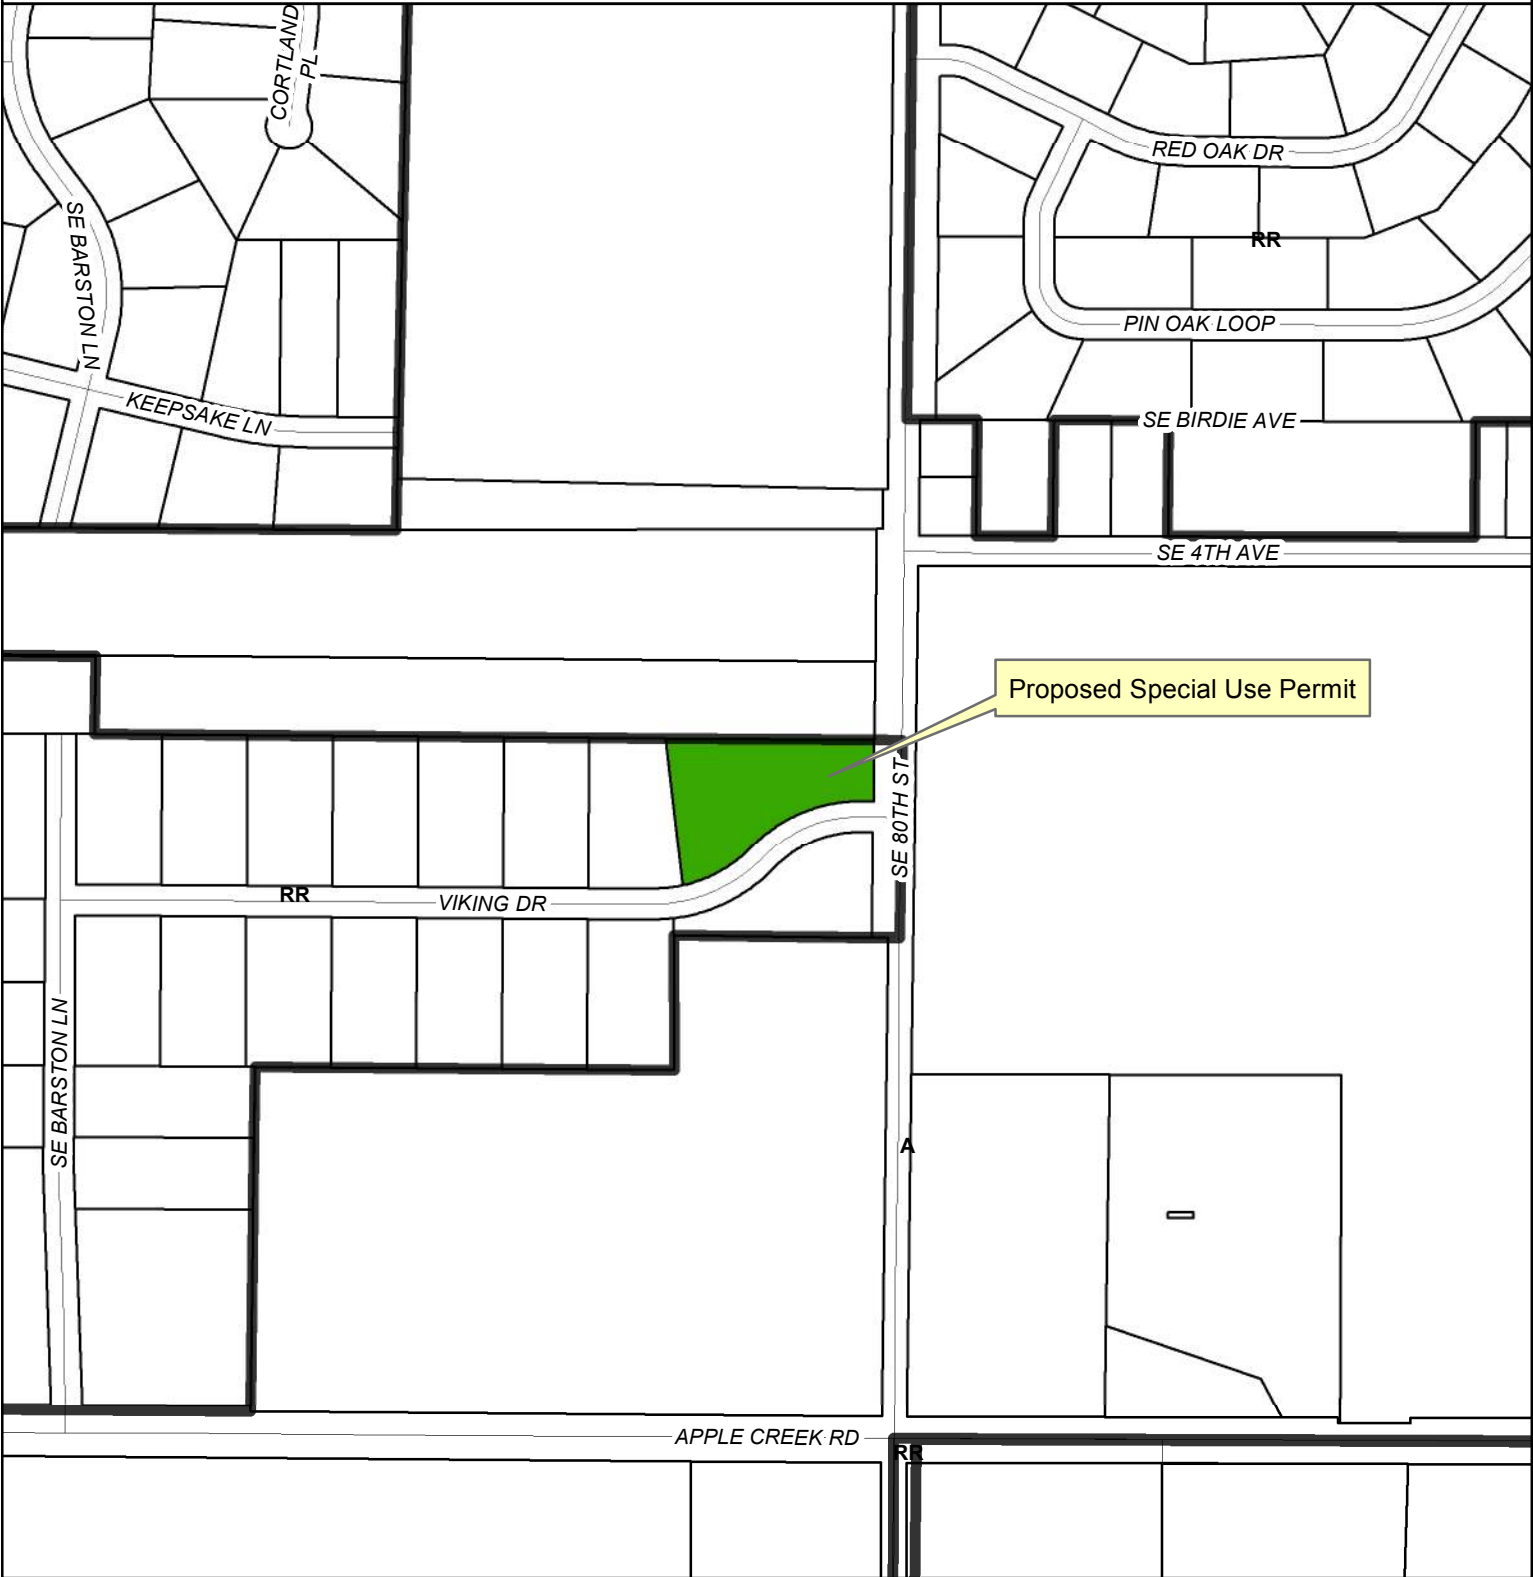 CORTLAND
PL
RED OAK DR
SE BARSTON LN
RR
PIN OAK LOOP
KEEPSAKE LN
SE BIRDIE AVE
SE 4TH AVE
Proposed Special Use Permit
SE 80TH ST
RR
VIKING DR
SE BARSTON LN
A
APPLE CREEK RD
RR